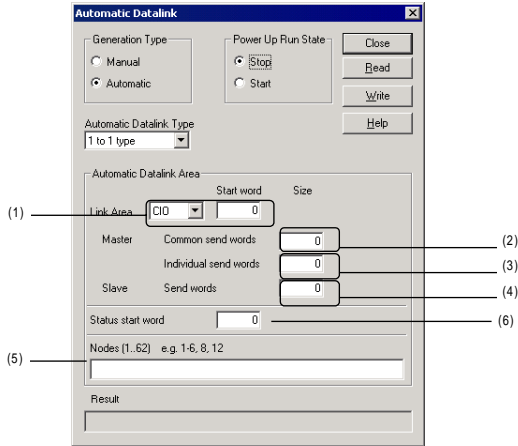 Automatic Datalink
Generation Type
Manual
Automatic
Power Up Run State
Stop
Start
Close
Read
Write
Help
Automatic Datalink Type
1 to 1 type
Automatic Datalink Area
Start word Size
(1) Link Area CIO 0
Master Common send words 0 (2)
Individual send words 0 (3)
Slave Send words 0 (4)
Status start word 0 (6)
Nodes (1..62) e.g. 1-6, 8, 12
(5)
Result